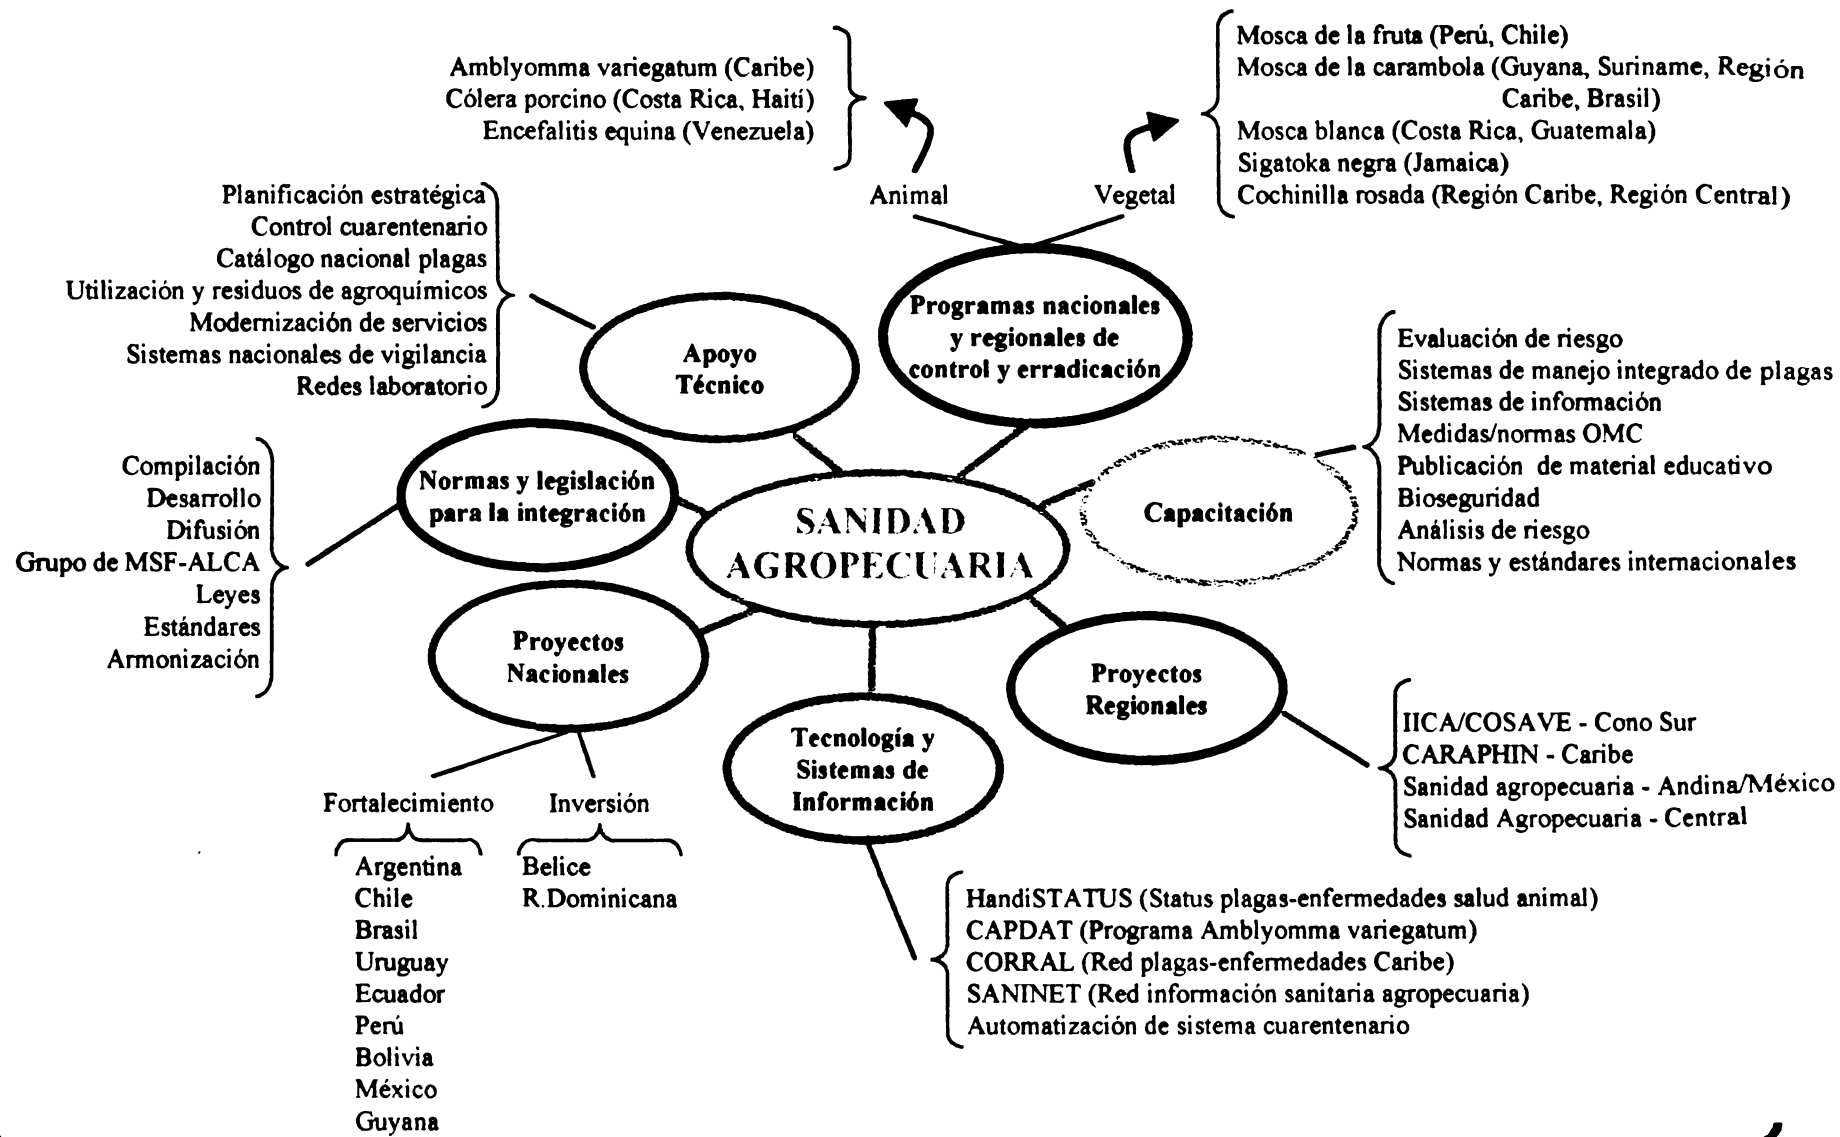 Amblyomma variegatum (Caribe)
Cólera porcino (Costa Rica, Haití)
Encefalitis equina (Venezuela)
Animal
Mosca de la fruta (Perú, Chile)
Mosca de la carambola (Guyana, Suriname, Región
Caribe, Brasil)
Mosca blanca (Costa Rica, Guatemala)
Sigatoka negra (Jamaica)
Cochinilla rosada (Región Caribe, Región Central)
Vegetal
Programas nacionales
y regionales de
control y erradicación
Planificación estratégica
Control cuarentenario
Catálogo nacional plagas
Utilización y residuos de agroquímicos
Modernización de servicios
Sistemas nacionales de vigilancia
Redes laboratorio
Apoyo
Técnico
Evaluación de riesgo
Sistemas de manejo integrado de plagas
Sistemas de información
Medidas/normas OMC
Publicación de material educativo
Bioseguridad
Análisis de riesgo
Normas y estándares internacionales
Capacitación
Compilación
Desarrollo
Difusión
Grupo de MSF-ALCA
Leyes
Estándares
Armonización
Normas y legislación
para la integración
SANIDAD
AGROPECUARIA
Proyectos
Nacionales
Fortalecimiento
Argentina
Chile
Brasil
Uruguay
Ecuador
Perú
Bolivia
México
Guyana
Inversión
Belice
R.Dominicana
Tecnología y
Sistemas de
Información
HandiSTATUS (Status plagas-enfermedades salud animal)
CAPDAT (Programa Amblyomma variegatum)
CORRAL (Red plagas-enfermedades Caribe)
SANINET (Red información sanitaria agropecuaria)
Automatización de sistema cuarentenario
Proyectos
Regionales
IICA/COSAVE - Cono Sur
CARAPHIN - Caribe
Sanidad agropecuaria - Andina/México
Sanidad Agropecuaria - Central